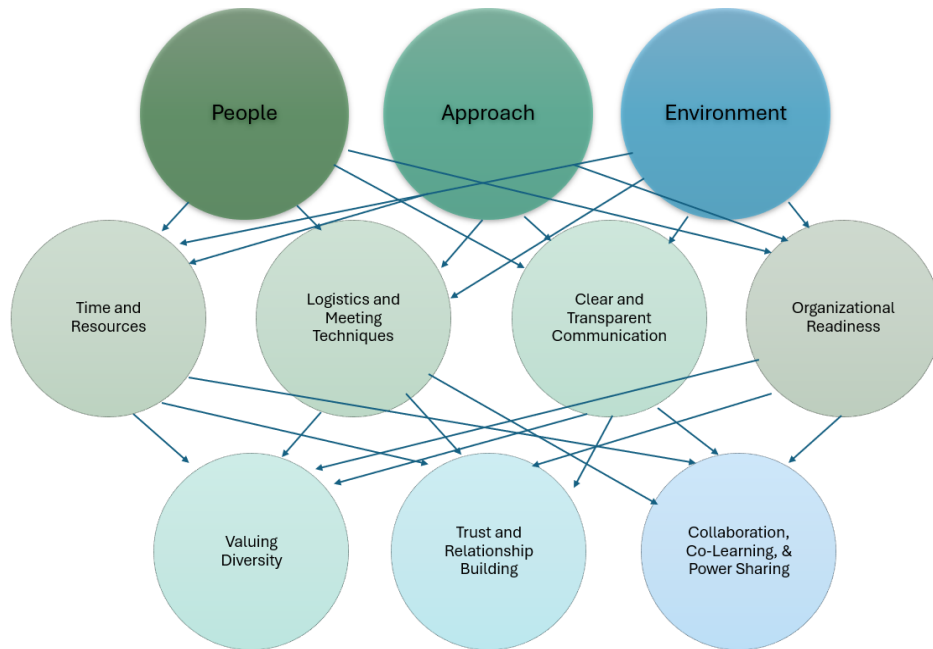 People
Approach
Environment
Time and
Resources
Logistics and
Meeting
Techniques
Clear and
Transparent
Communication
Organizational
Readiness
Valuing
Diversity
Trust and
Relationship
Building
Collaboration,
Co-Learning, &
Power Sharing